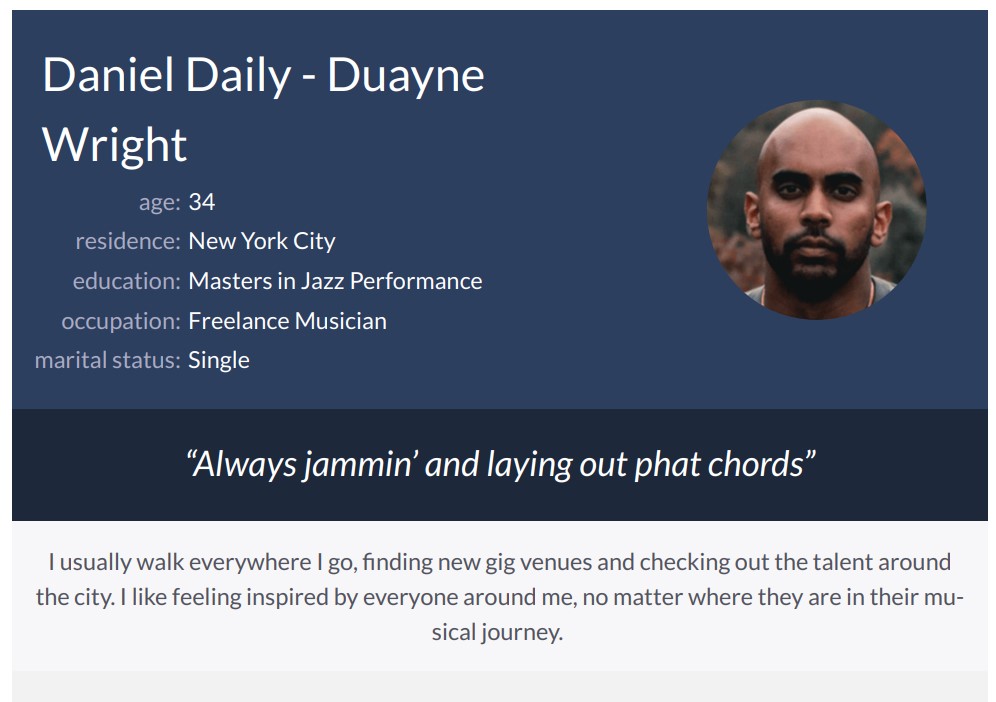 Daniel Daily - Duayne
Wright
age: 34
residence: New York City
education: Masters in Jazz Performance
occupation: Freelance Musician
marital status: Single
“Always jammin’ and laying out phat chords”
I usually walk everywhere I go, finding new gig venues and checking out the talent around
the city. I like feeling inspired by everyone around me, no matter where they are in their mu-
sical journey.